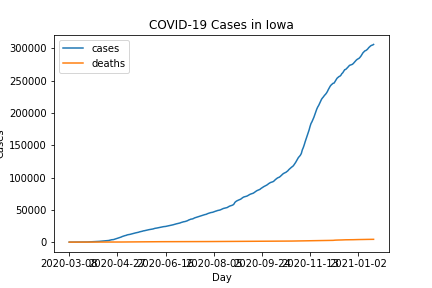 COVID-19 Cases in Iowa
cases
deaths
300000
250000
200000
150000
100000
50000
0
cases
2020-03-08 2020-04-27 2020-06-16 2020-08-05 2020-09-24 2020-11-13 2021-01-02
Day